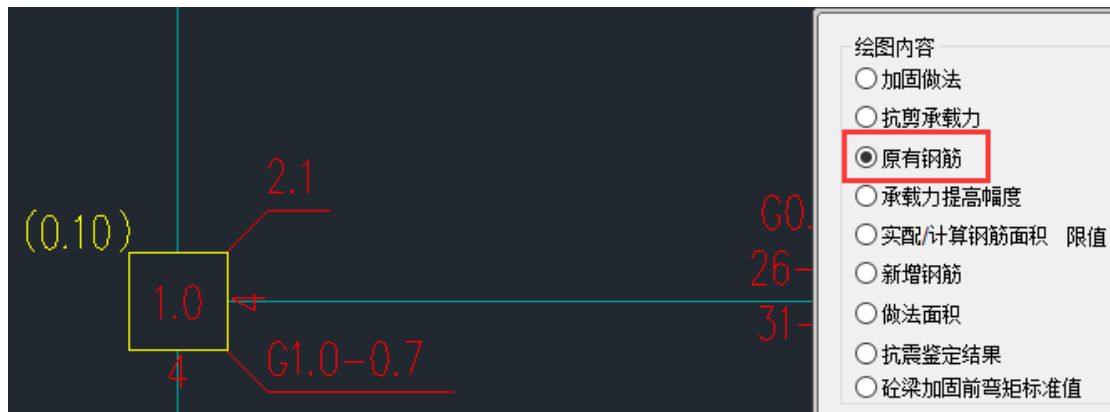 2.1
(0.10)
1.0
4
4
G1.0-0.7
G0.
26-
31-
绘图内容
加固做法
抗剪承载力
原有钢筋
承载力提高幅度
实配/计算钢筋面积 限值
新增钢筋
做法面积
抗震鉴定结果
砼梁加固前弯矩标准值